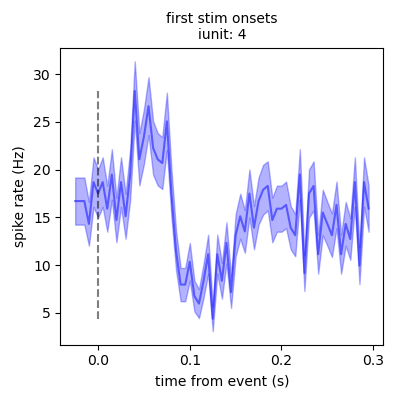 first stim onsets
iunit: 4
spike rate (Hz)
30
25
20
15
10
5
0.0
0.1
0.2
0.3
time from event (s)